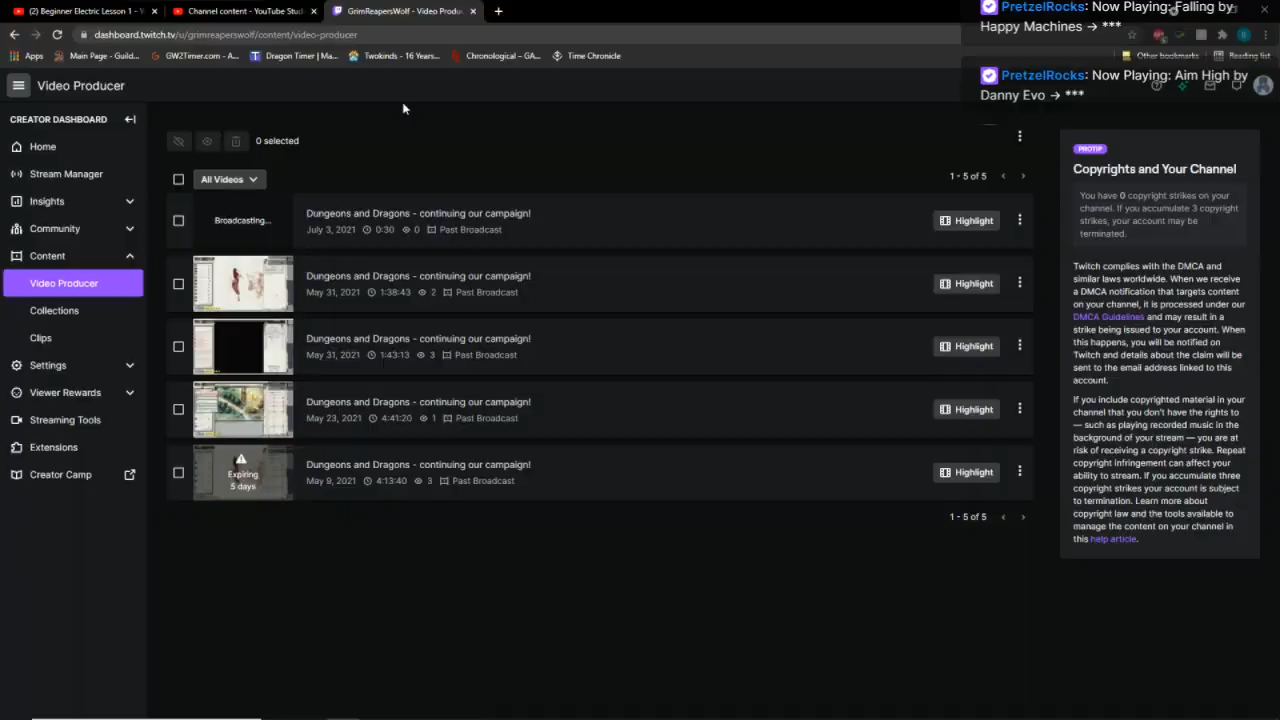 (2) Beginner Electric Lesson 1 - Y
Channel content - YouTube Stud
GrimReapersWolf - Video Produc
PretzelRocks: Now Playing: Falling by
Happy Machines → ***
dashboard.twitch.tv/u/grimreaperswolf/content/video-producer
Apps
Main Page - Guild...
GW2Timer.com - A...
Dragon Timer | Ma...
Twokinds - 16 Years...
Chronological – GA...
Time Chronicle
Other bookmarks
Reading list
PretzelRocks: Now Playing: Aim High by
Danny Evo → ***
Video Producer
CREATOR DASHBOARD
Home
Stream Manager
Insights
Community
Content
Video Producer
Collections
Clips
Settings
Viewer Rewards
Streaming Tools
Extensions
Creator Camp
0 selected
All Videos
1 - 5 of 5
Broadcasting...
Dungeons and Dragons - continuing our campaign!
July 3, 2021 0:30 0 Past Broadcast
Highlight
Dungeons and Dragons - continuing our campaign!
May 31, 2021 1:38:43 2 Past Broadcast
Highlight
Dungeons and Dragons - continuing our campaign!
May 31, 2021 1:43:13 3 Past Broadcast
Highlight
Dungeons and Dragons - continuing our campaign!
May 23, 2021 4:41:20 1 Past Broadcast
Highlight
Expiring
5 days
Dungeons and Dragons - continuing our campaign!
May 9, 2021 4:13:40 3 Past Broadcast
Highlight
1 - 5 of 5
PROTIP
Copyrights and Your Channel
You have 0 copyright strikes on your
channel. If you accumulate 3 copyright
strikes, your account may be
terminated.
Twitch complies with the DMCA and
similar laws worldwide. When we receive
a DMCA notification that targets content
on your channel, it is processed under our
DMCA Guidelines and may result in a
strike being issued to your account. When
this happens, you will be notified on
Twitch and details about the claim will be
sent to the email address linked to this
account.
If you include copyrighted material in your
channel that you don't have the rights to
— such as playing recorded music in the
background of your stream — you are at
risk of receiving a copyright strike. Repeat
copyright infringement can affect your
ability to stream. If you accumulate three
copyright strikes your account is subject
to termination. Learn more about
copyright law and the tools available to
manage the content on your channel in
this help article.